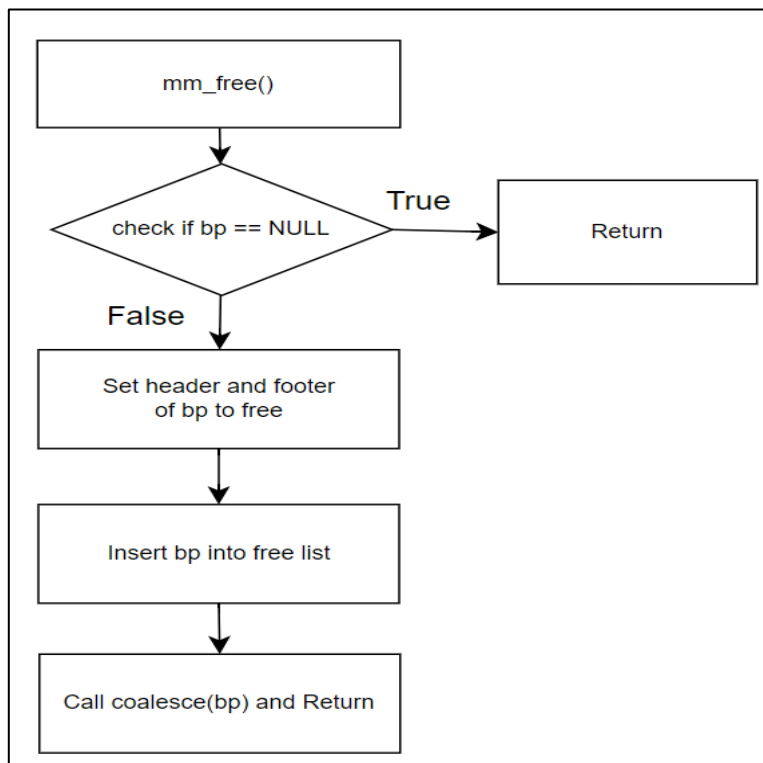 mm_free()
check if bp == NULL
True
Return
False
Set header and footer
of bp to free
Insert bp into free list
Call coalesce(bp) and Return